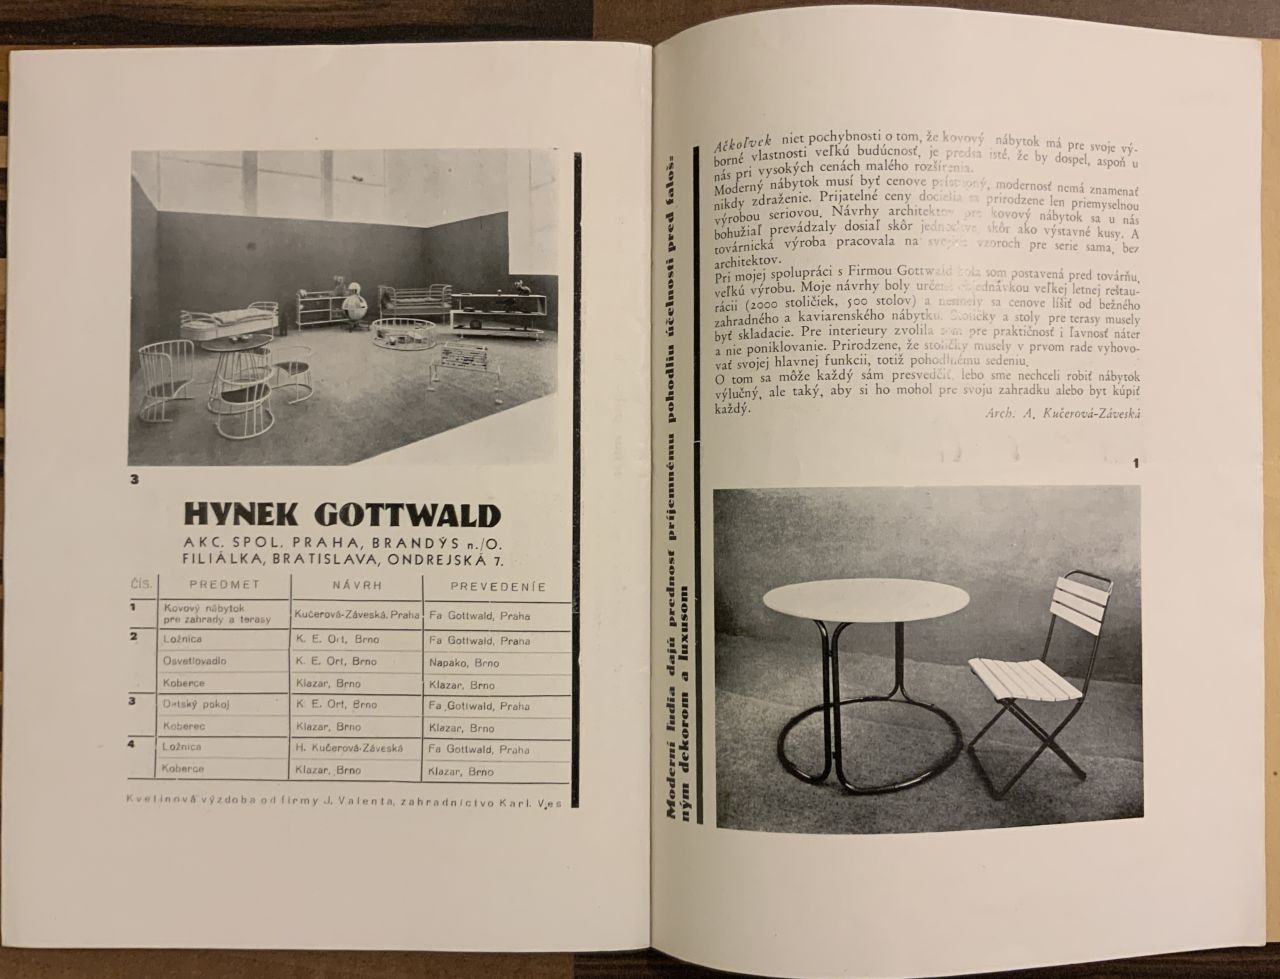 3
HYNEK GOTTWALD
AKC. SPOL. PRAHA, BRANDÝS n./O.
FILIÁLKA, BRATISLAVA, ONDREJSKÁ 7.
ČÍS. PREDMET NÁVRH PREVEDENÍE
1 Kovový nábytok
pre zahrady a terasy Kučerová-Záveská, Praha Fa Gottwald, Praha
2 Ložnica K. E. Ort, Brno Fa Gottwald, Praha
Osvetlovadlo K. E. Ort, Brno Napako, Brno
Koberce Klazar, Brno Klazar, Brno
3 Detský pokoj K. E. Ort, Brno Fa Gottwald, Praha
Koberec Klazar, Brno Klazar, Brno
4 Ložnica H. Kučerová-Záveská Fa Gottwald, Praha
Koberce Klazar, Brno Klazar, Brno
Kvetinová výzdoba od firmy J. Valenta, zahradníctvo Karl. Ves
Moderní ľudia dajú prednosť príjemnému pohodliu účelnosti pred faloš-
ným dekorom a luxusom
Ačkoľvek niet pochybnosti o tom, že kovový nábytok má pre svoje vý-
borné vlastnosti veľkú budúcnosť, je predsa isté, že by dospel, aspoň u
nás pri vysokých cenách malého rozšírenia.
Moderný nábytok musí byť cenove prístupný, modernosť nemá znamenať
nikdy zdraženie. Prijateľné ceny docielia sa prirodzene len priemyselnou
výrobou seriovou. Návrhy architektov pre kovový nábytok sa u nás
bohužiaľ prevádzaly dosiaľ skôr jednotlive, skôr ako výstavné kusy. A
továrnická výroba pracovala na svojich vzoroch pre serie sama, bez
architektov.
Pri mojej spolupráci s Firmou Gottwald bola som postavená pred továrňu,
veľkú výrobu. Moje návrhy boly určené objednávkou veľkej letnej reštau-
rácii (2000 stoličiek, 500 stolov) a nesmely sa cenove líšiť od bežného
zahradného a kaviarenského nábytku. Stoličky a stoly pre terasy musely
byť skladacie. Pre interieury zvolila som pre praktičnosť i ľavnosť náter
a nie poniklovanie. Prirodzene, že stoličky musely v prvom rade vyhovo-
vať svojej hlavnej funkcii, totiž pohodlnému sedeniu.
O tom sa môže každý sám presvedčiť, lebo sme nechceli robiť nábytok
výlučný, ale taký, aby si ho mohol pre svoju zahradku alebo byt kúpiť
každý.
Arch. A. Kučerová-Záveská
1